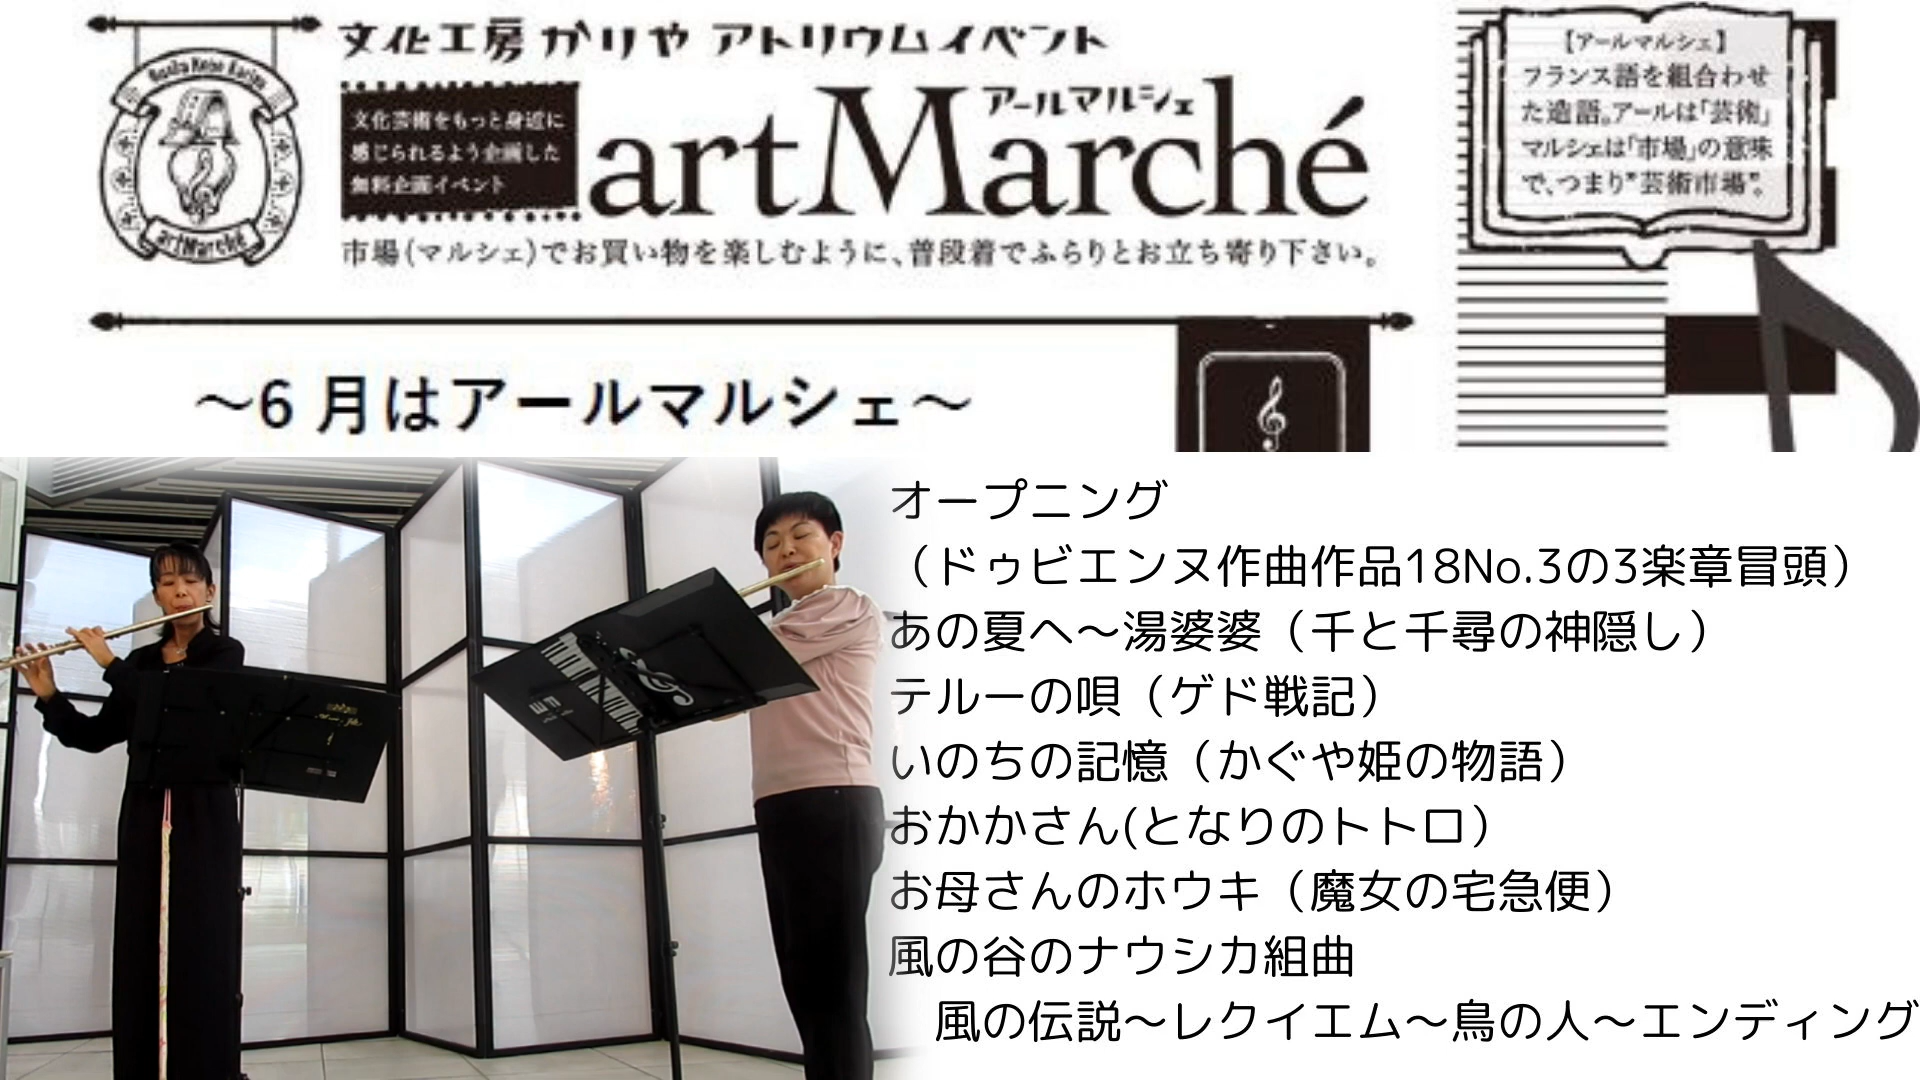 文化工房かりや アトリウムイベント
文化芸術をもっと身近に
感じられるよう企画した
無料企画イベント
アールマルシェ
artMarché
市場(マルシェ)でお買い物を楽しむように、普段着でふらりとお立ち寄り下さい。
Bunka Kobo Kariya
artMarché
【アールマルシェ】
フランス語を組合わせ
た造語。アールは「芸術」
マルシェは「市場」の意味
で、つまり"芸術市場"。
～6 月はアールマルシェ～
オープニング
（ドゥビエンヌ作曲作品18No.3の3楽章冒頭）
あの夏へ～湯婆婆（千と千尋の神隠し）
テルーの唄（ゲド戦記）
いのちの記憶（かぐや姫の物語）
おかかさん(となりのトトロ）
お母さんのホウキ（魔女の宅急便）
風の谷のナウシカ組曲
風の伝説～レクイエム～鳥の人～エンディング